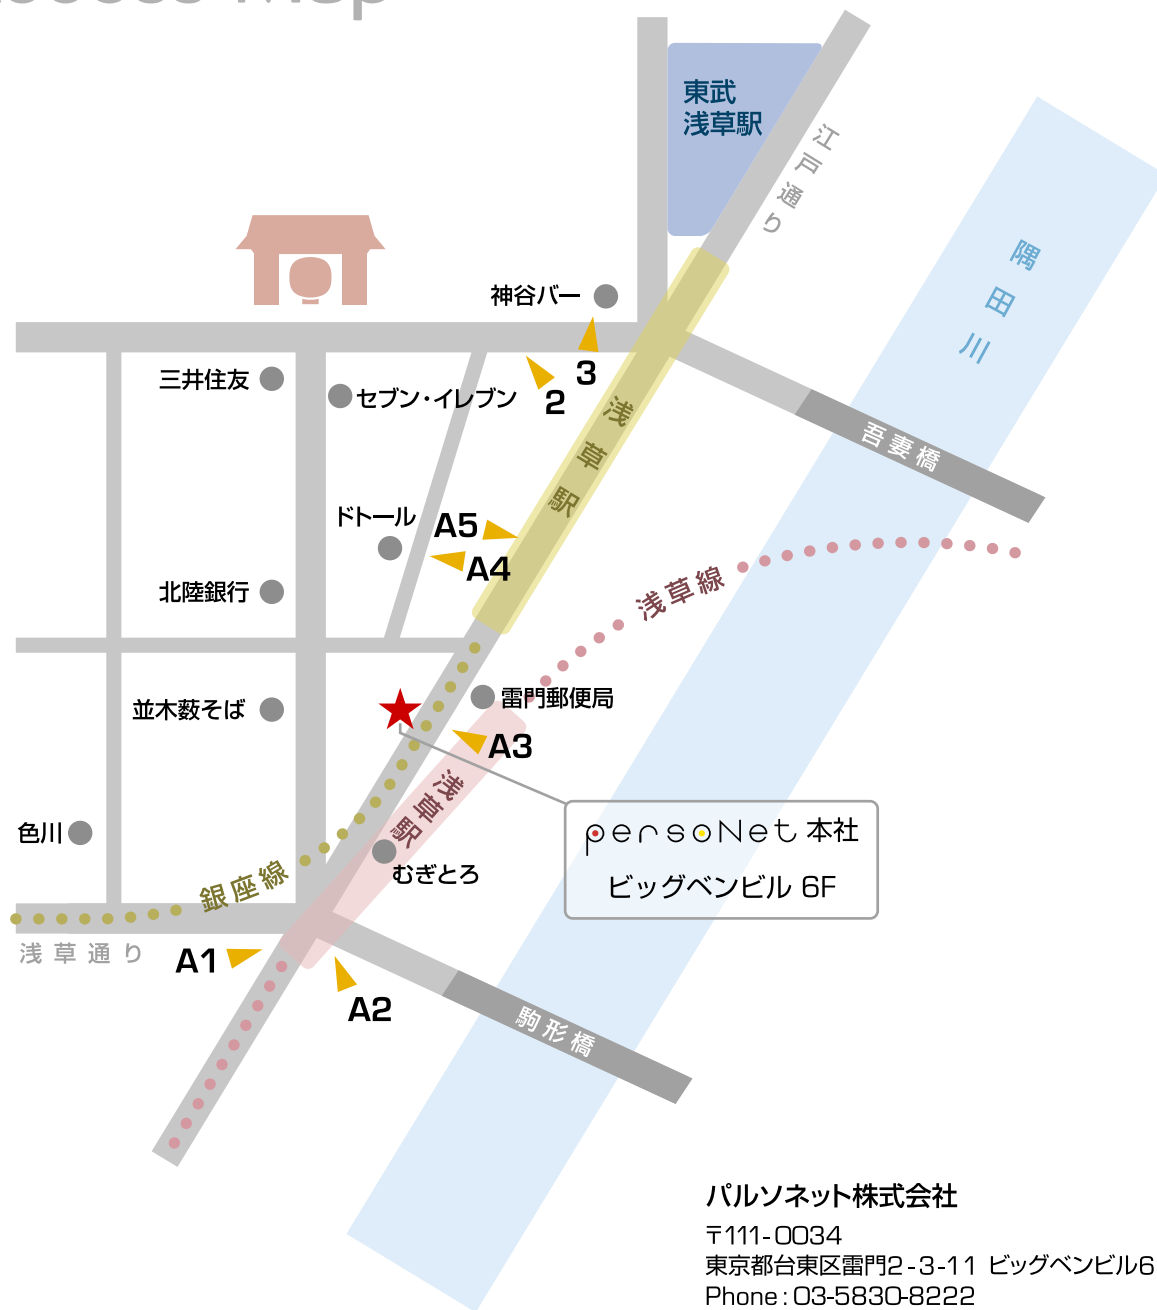 Access Map
東武
浅草駅
江戸通り
隅田川
神谷バー
3
2
三井住友
セブン・イレブン
浅草駅
吾妻橋
ドトール
A5
A4
北陸銀行
浅草線
雷門郵便局
並木薮そば
A3
浅草駅
色川
むぎとろ
persoNet 本社
ビッグベンビル 6F
銀座線
浅草通り
A1
A2
駒形橋
パルソネット株式会社
〒111-0034
東京都台東区雷門2-3-11 ビッグベンビル6
Phone : 03-5830-8222